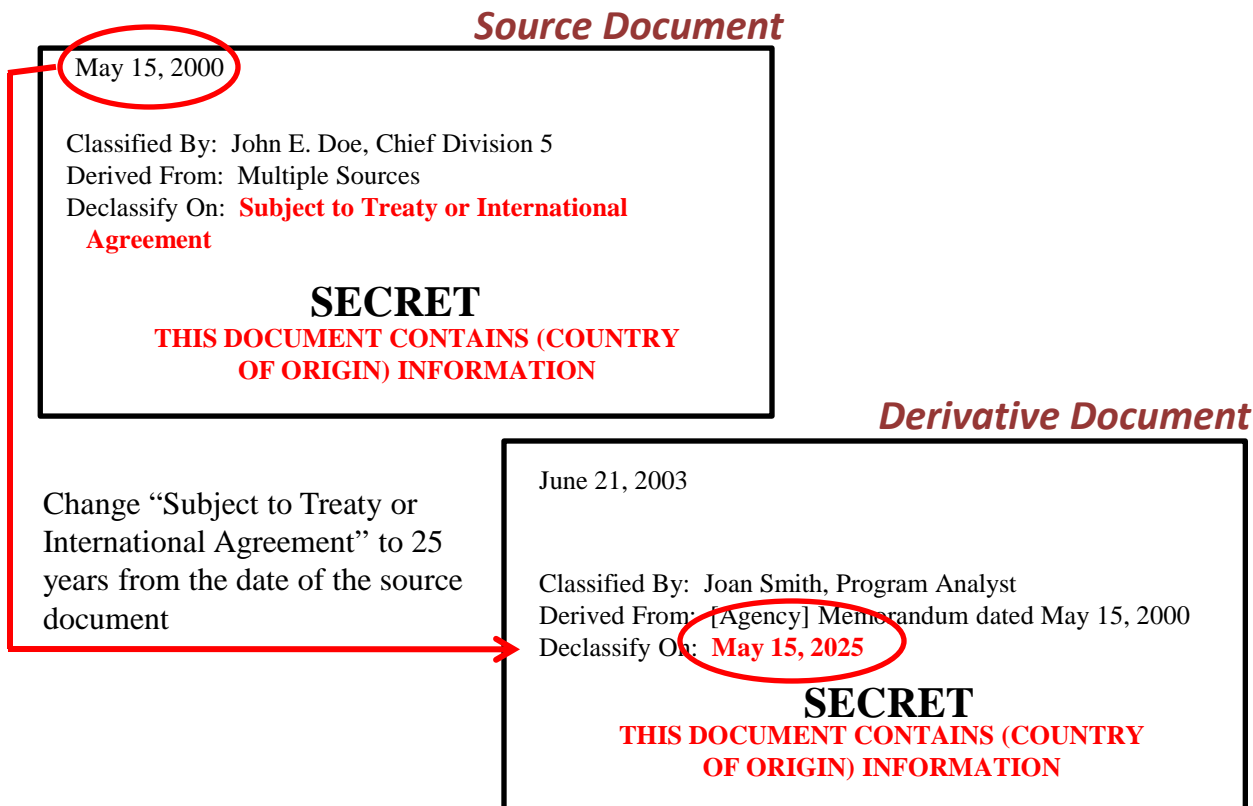 Source Document
May 15, 2000
Classified By: John E. Doe, Chief Division 5
Derived From: Multiple Sources
Declassify On: Subject to Treaty or International
Agreement
SECRET
THIS DOCUMENT CONTAINS (COUNTRY
OF ORIGIN) INFORMATION
Change “Subject to Treaty or
International Agreement” to 25
years from the date of the source
document
Derivative Document
June 21, 2003
Classified By: Joan Smith, Program Analyst
Derived From: [Agency] Memorandum dated May 15, 2000
Declassify On: May 15, 2025
SECRET
THIS DOCUMENT CONTAINS (COUNTRY
OF ORIGIN) INFORMATION